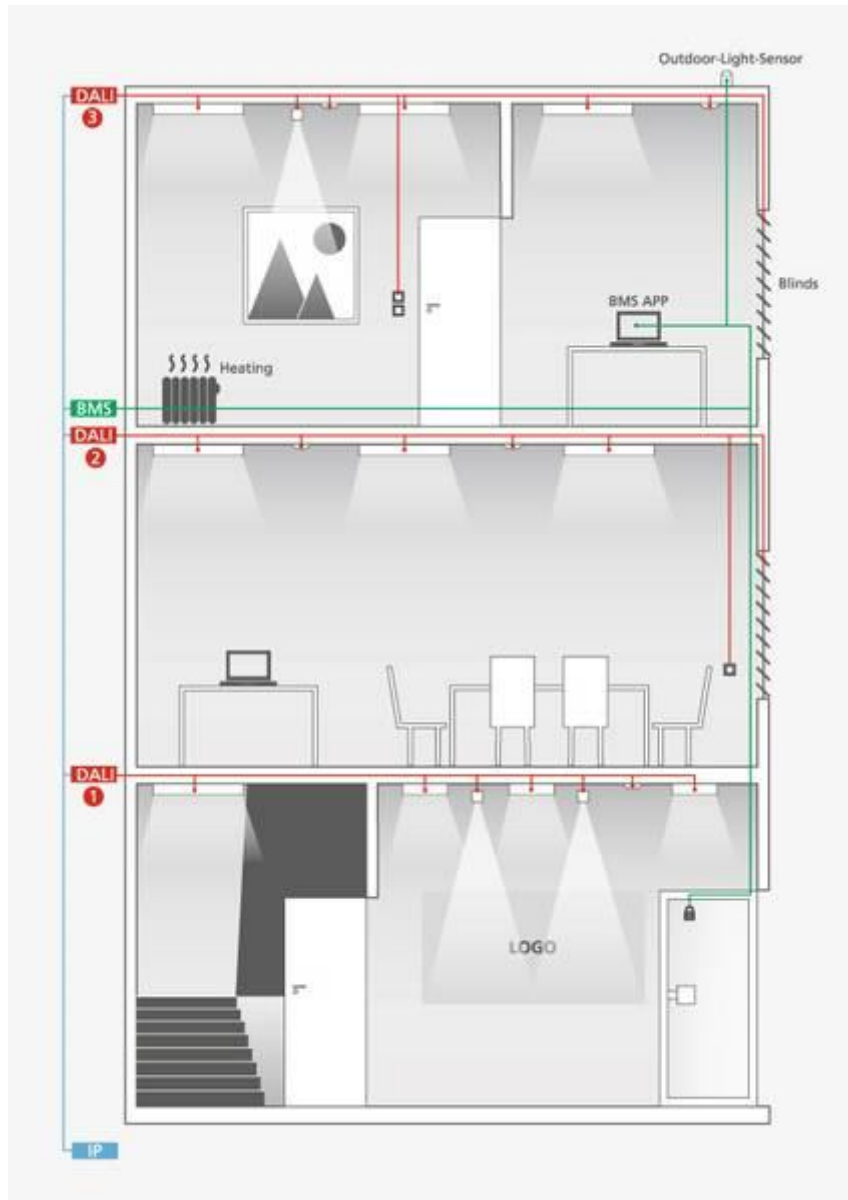 Outdoor-Light-Sensor
DALI
3
Blinds
BMS APP
Heating
BMS
DALI
2
DALI
1
LOGO
IP